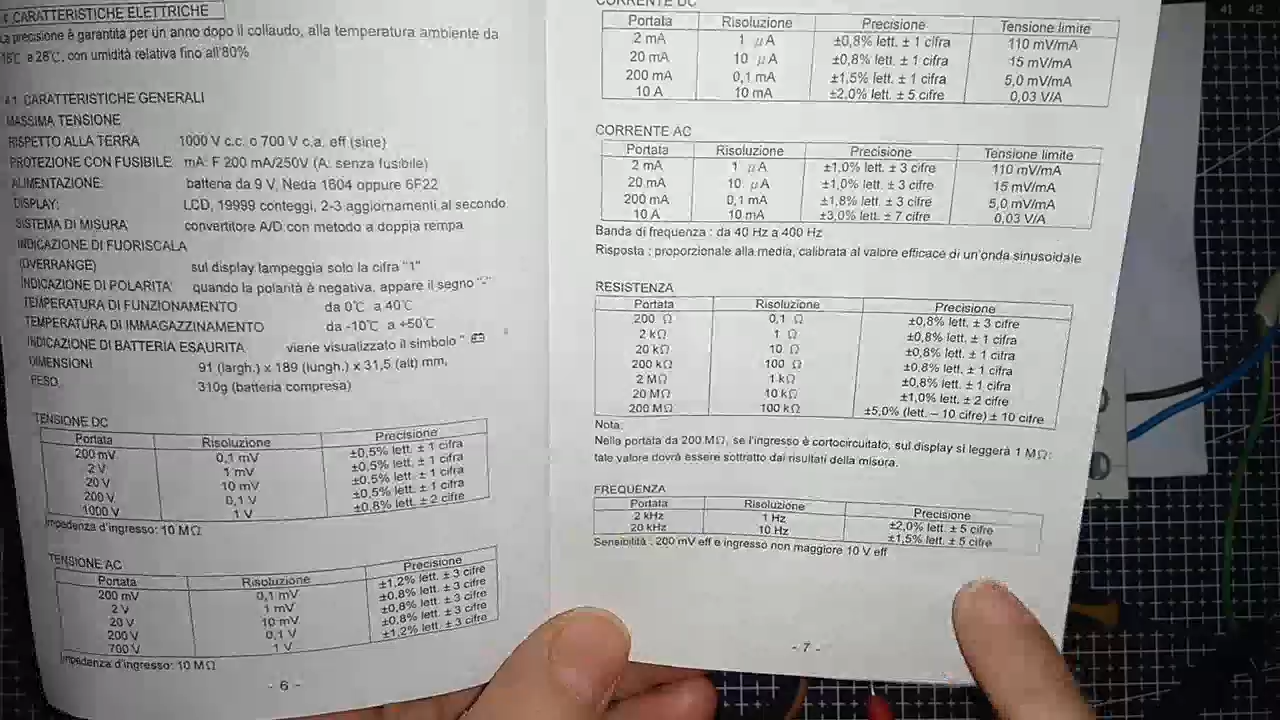 4 CARATTERISTICHE ELETTRICHE
La precisione è garantita per un anno dopo il collaudo, alla temperatura ambiente da
18℃ a 28℃, con umidità relativa fino all'80%
4.1 CARATTERISTICHE GENERALI
MASSIMA TENSIONE
RISPETTO ALLA TERRA 1000 V c.c. o 700 V c.a. eff (sine)
PROTEZIONE CON FUSIBILE: mA: F 200 mA/250V (A: senza fusibile)
ALIMENTAZIONE: batteria da 9 V, Neda 1604 oppure 6F22
DISPLAY: LCD, 19999 conteggi, 2-3 aggiornamenti al secondo
SISTEMA DI MISURA: convertitore A/D con metodo a doppia rempa
INDICAZIONE DI FUORISCALA
(OVERRANGE) sul display lampeggia solo la cifra "1"
INDICAZIONE DI POLARITA' quando la polarità è negativa, appare il segno "-"
TEMPERATURA DI FUNZIONAMENTO da 0℃ a 40℃
TEMPERATURA DI IMMAGAZZINAMENTO da -10℃ a +50℃
INDICAZIONE DI BATTERIA ESAURITA viene visualizzato il simbolo " "
DIMENSIONI 91 (largh.) x 189 (lungh.) x 31,5 (alt) mm,
PESO 310g (batteria compresa)
TENSIONE DC
Portata Risoluzione Precisione
200 mV 0,1 mV ±0,5% lett. ± 1 cifra
2 V 1 mV ±0,5% lett. ± 1 cifra
20 V 10 mV ±0,5% lett. ± 1 cifra
200 V 0,1 V ±0,5% lett. ± 1 cifra
1000 V 1 V ±0,8% lett. ± 2 cifre
Impedenza d'ingresso: 10 MΩ
TENSIONE AC
Portata Risoluzione Precisione
200 mV 0,1 mV ±1,2% lett. ± 3 cifre
2 V 1 mV ±0,8% lett. ± 3 cifre
20 V 10 mV ±0,8% lett. ± 3 cifre
200 V 0,1 V ±0,8% lett. ± 3 cifre
700 V 1 V ±1,2% lett. ± 3 cifre
Impedenza d'ingresso: 10 MΩ
- 6 -
CORRENTE DC
Portata Risoluzione Precisione Tensione limite
2 mA 1 μA ±0,8% lett. ± 1 cifra 110 mV/mA
20 mA 10 μA ±0,8% lett. ± 1 cifra 15 mV/mA
200 mA 0,1 mA ±1,5% lett. ± 1 cifra 5,0 mV/mA
10 A 10 mA ±2,0% lett. ± 5 cifre 0,03 V/A
CORRENTE AC
Portata Risoluzione Precisione Tensione limite
2 mA 1 μA ±1,0% lett. ± 3 cifre 110 mV/mA
20 mA 10 μA ±1,0% lett. ± 3 cifre 15 mV/mA
200 mA 0,1 mA ±1,8% lett. ± 3 cifre 5,0 mV/mA
10 A 10 mA ±3,0% lett. ± 7 cifre 0,03 V/A
Banda di frequenza : da 40 Hz a 400 Hz
Risposta : proporzionale alla media, calibrata al valore efficace di un'onda sinusoidale
RESISTENZA
Portata Risoluzione Precisione
200 Ω 0,1 Ω ±0,8% lett. ± 3 cifre
2 kΩ 1 Ω ±0,8% lett. ± 1 cifra
20 kΩ 10 Ω ±0,8% lett. ± 1 cifra
200 kΩ 100 Ω ±0,8% lett. ± 1 cifra
2 MΩ 1 kΩ ±0,8% lett. ± 1 cifra
20 MΩ 10 kΩ ±1,0% lett. ± 2 cifre
200 MΩ 100 kΩ ±5,0% (lett. – 10 cifre) ± 10 cifre
Nota:
Nella portata da 200 MΩ, se l'ingresso è cortocircuitato, sul display si leggerà 1 MΩ:
tale valore dovrà essere sottratto dai risultati della misura.
FREQUENZA
Portata Risoluzione Precisione
2 kHz 1 Hz ±2,0% lett. ± 5 cifre
20 kHz 10 Hz ±1,5% lett. ± 5 cifre
Sensibilità : 200 mV eff e ingresso non maggiore 10 V eff
- 7 -
41 42